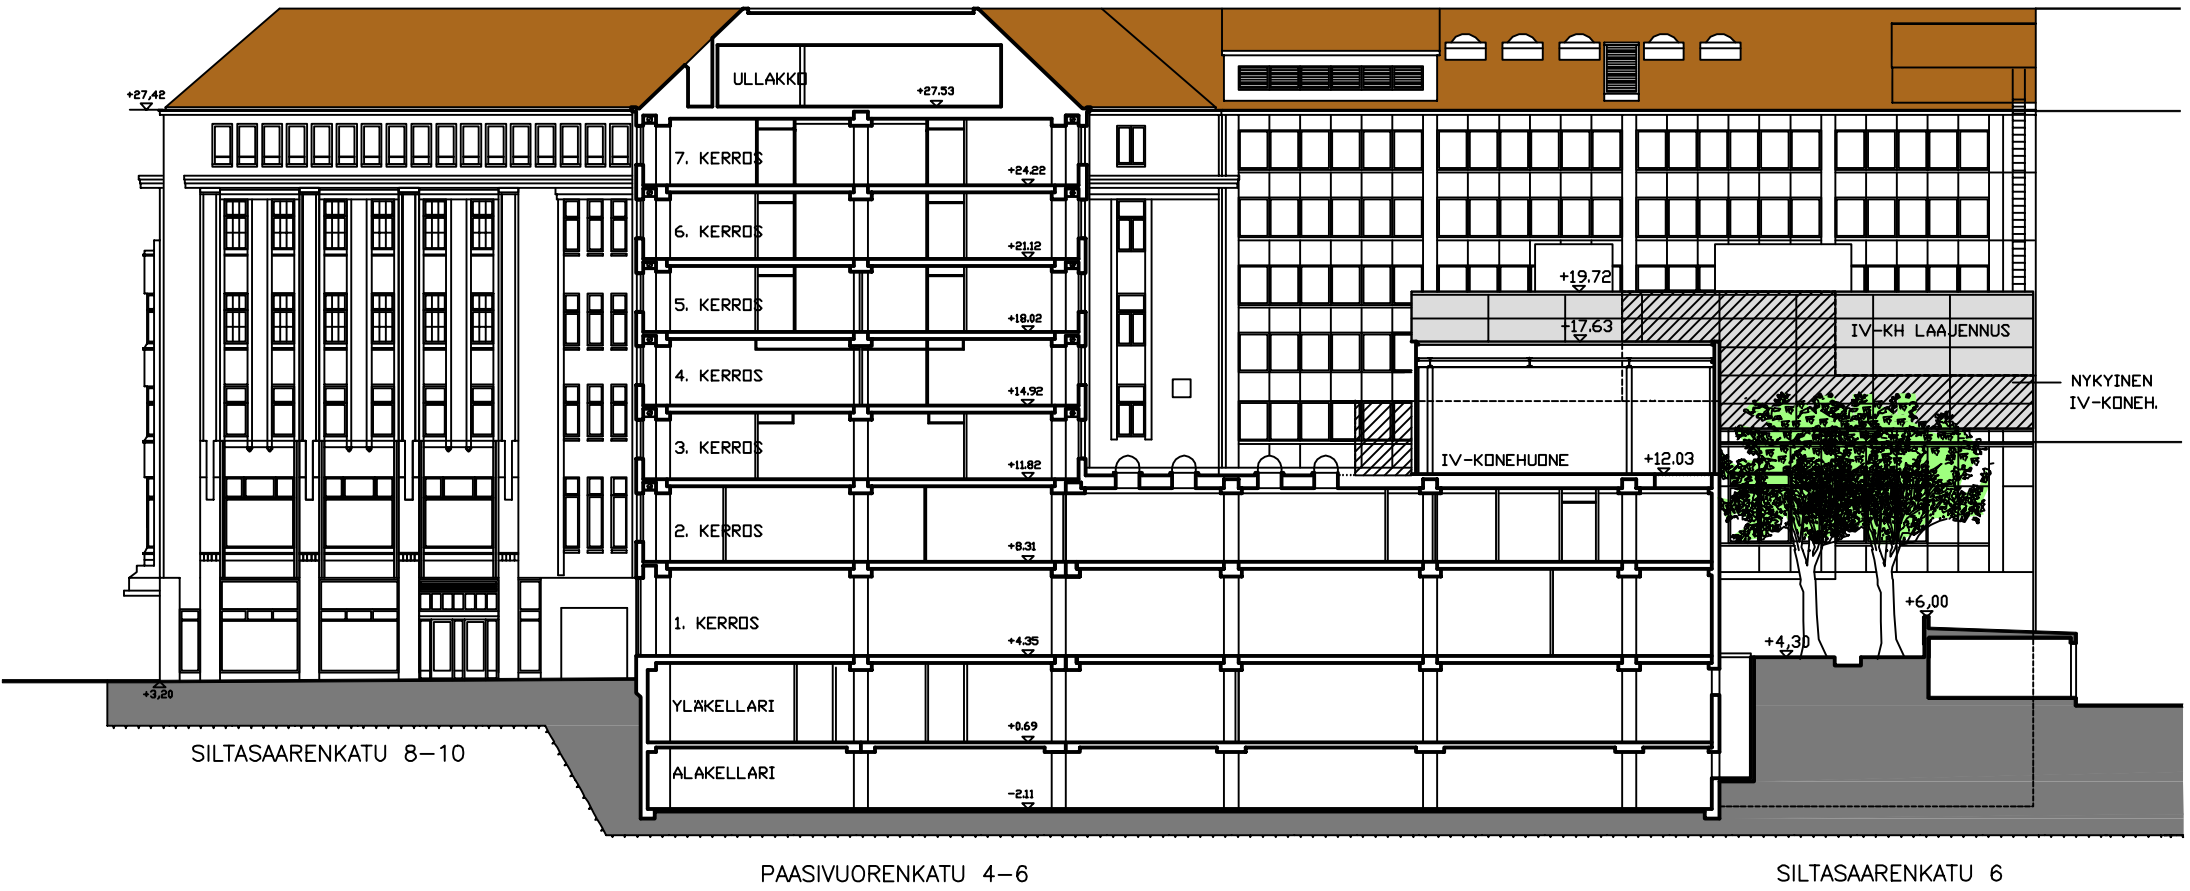 ULLAKKO
+27,42
+27.53
7. KERROS
+24.22
6. KERROS
+21.12
5. KERROS
+18.02
4. KERROS
+14.92
3. KERROS
+11.82
2. KERROS
+8.31
1. KERROS
+4.35
YLÄKELLARI
+0.69
ALAKELLARI
-2.11
+3,20
+19.72
+17.63
IV-KH LAAJENNUS
NYKYINEN
IV-KONEH.
IV-KONEHUONE
+12.03
+6,00
+4,30
SILTASAARENKATU 8-10
PAASIVUORENKATU 4-6
SILTASAARENKATU 6